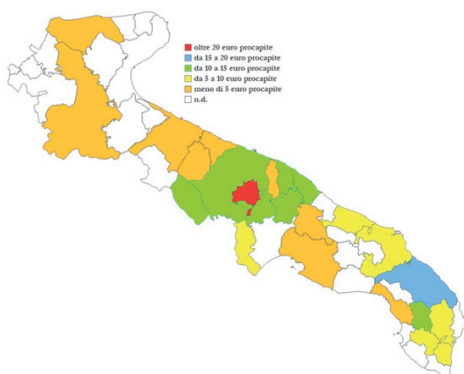 oltre 20 euro procapite
da 15 a 20 euro procapite
da 10 a 15 euro procapite
da 5 a 10 euro procapite
meno di 5 euro procapite
n.d.